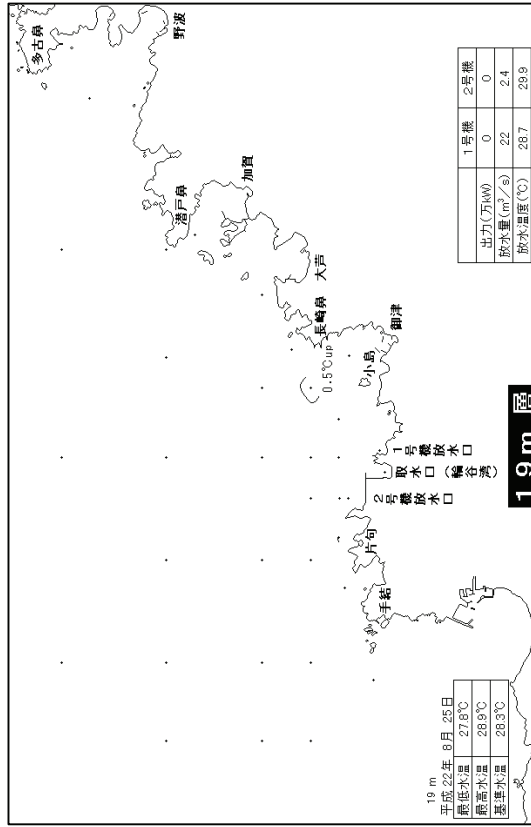 多古鼻
野波
潜戸鼻
加賀
大芦
長崎鼻
0.5℃up
御津
小島
1号機放水口
取水口（輪谷湾）
2号機放水口
片句
手結
1号機 2号機
出力(万kW) 0 0
放水量(m³/s) 22 2.4
放水温度(℃) 28.7 29.9
19m 層
19 m
平成 22年 8月 25日
最低水温 27.8℃
最高水温 28.9℃
基準水温 28.3℃